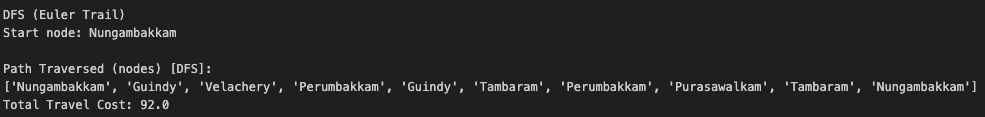 DFS (Euler Trail)
Start node: Nungambakkam
Path Traversed (nodes) [DFS]:
['Nungambakkam', 'Guindy', 'Velachery', 'Perumbakkam', 'Guindy', 'Tambaram', 'Perumbakkam', 'Purasawalkam', 'Tambaram', 'Nungambakkam']
Total Travel Cost: 92.0